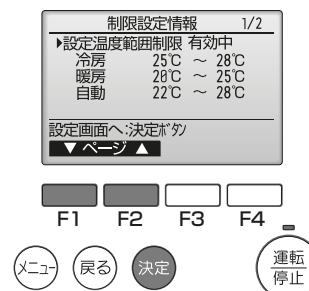 制限設定情報 1/2
▶設定温度範囲制限 有効中
冷房 25℃ ～ 28℃
暖房 20℃ ～ 25℃
自動 22℃ ～ 28℃
設定画面へ:決定ﾎﾞﾀﾝ
▼ ページ ▲
F1 F2 F3 F4
メニュー 戻る 決定 運転
停止